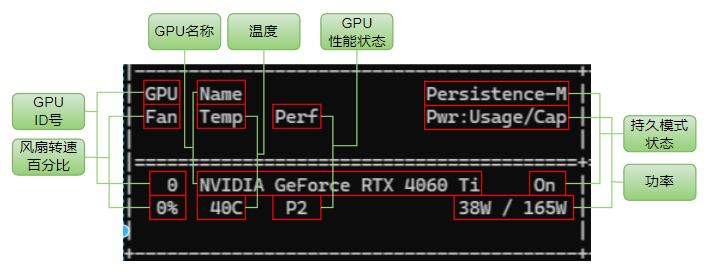 GPU
GPU名称
温度
性能状态
GPU Name Persistence-M
Fan Temp Perf Pwr:Usage/Cap
GPU
ID号
风扇转速
百分比
持久模式
状态
功率
0 NVIDIA GeForce RTX 4060 Ti On
0% 40C P2 38W / 165W